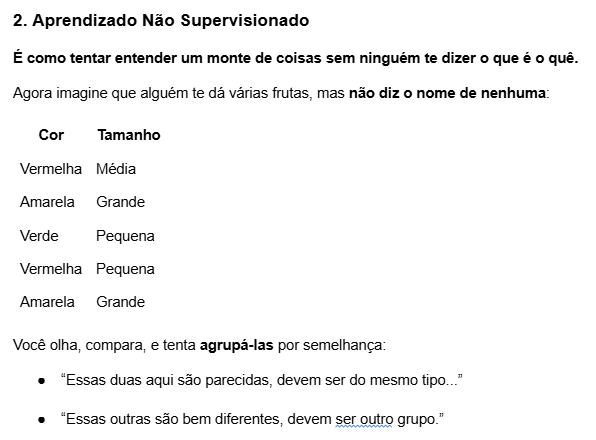 2. Aprendizado Não Supervisionado
É como tentar entender um monte de coisas sem ninguém te dizer o que é o quê.
Agora imagine que alguém te dá várias frutas, mas não diz o nome de nenhuma:
Cor Tamanho
Vermelha Média
Amarela Grande
Verde Pequena
Vermelha Pequena
Amarela Grande
Você olha, compara, e tenta agrupá-las por semelhança:
● “Essas duas aqui são parecidas, devem ser do mesmo tipo...”
● “Essas outras são bem diferentes, devem ser outro grupo.”